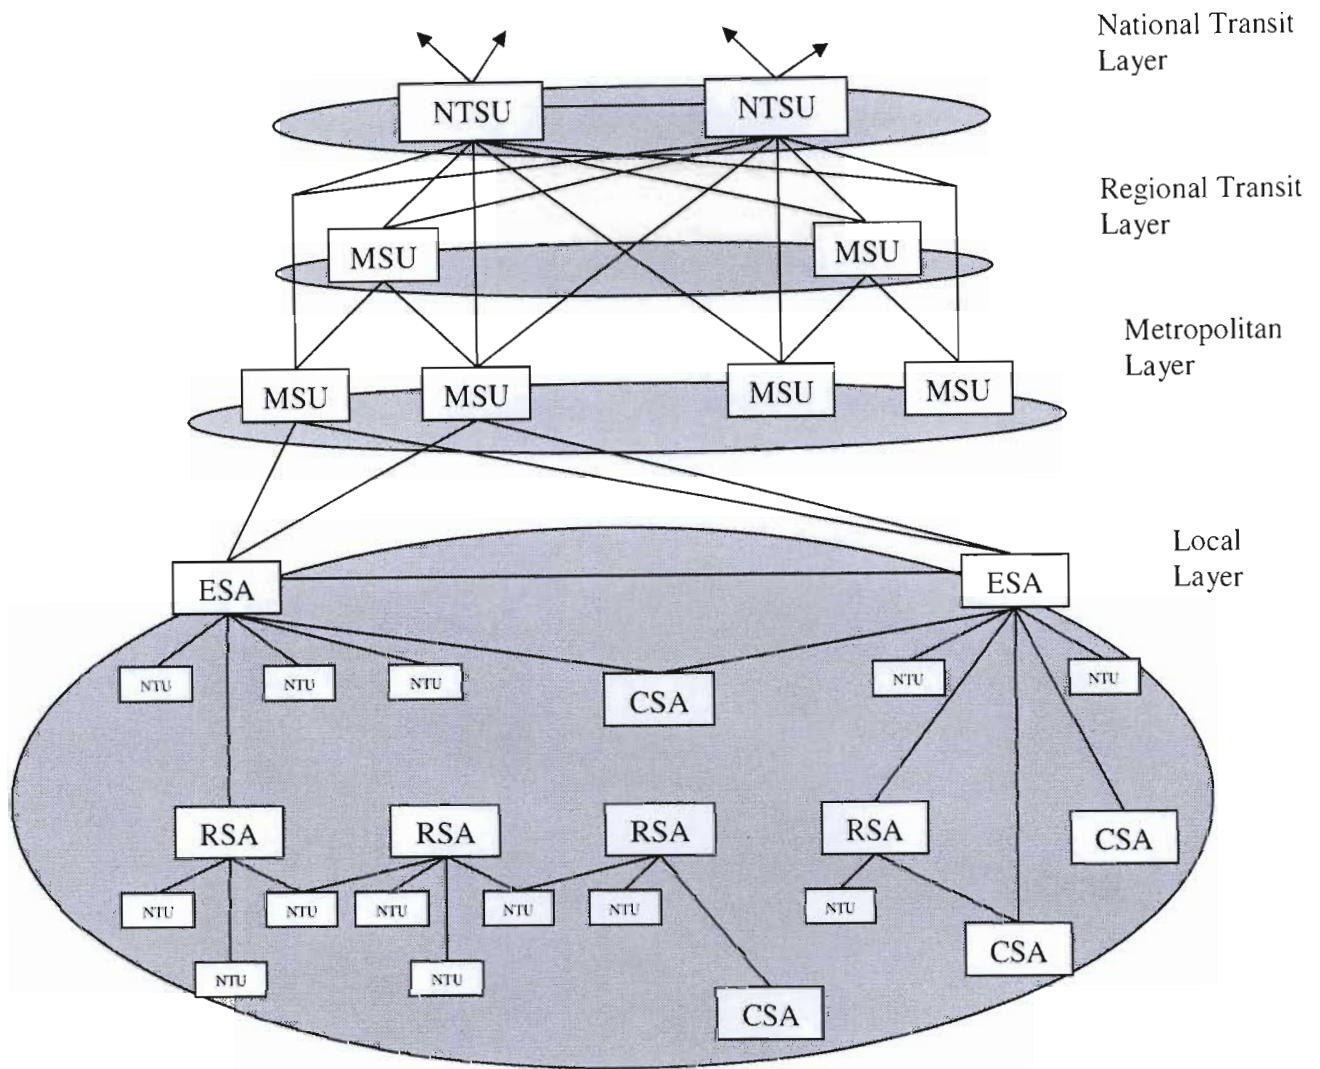 National Transit
Layer
NTSU
NTSU
Regional Transit
Layer
MSU
MSU
Metropolitan
Layer
MSU
MSU
MSU
MSU
Local
Layer
ESA
ESA
NTU
NTU
NTU
CSA
NTU
NTU
RSA
RSA
RSA
RSA
CSA
NTU
NTU
NTU
NTU
NTU
NTU
CSA
NTU
NTU
CSA